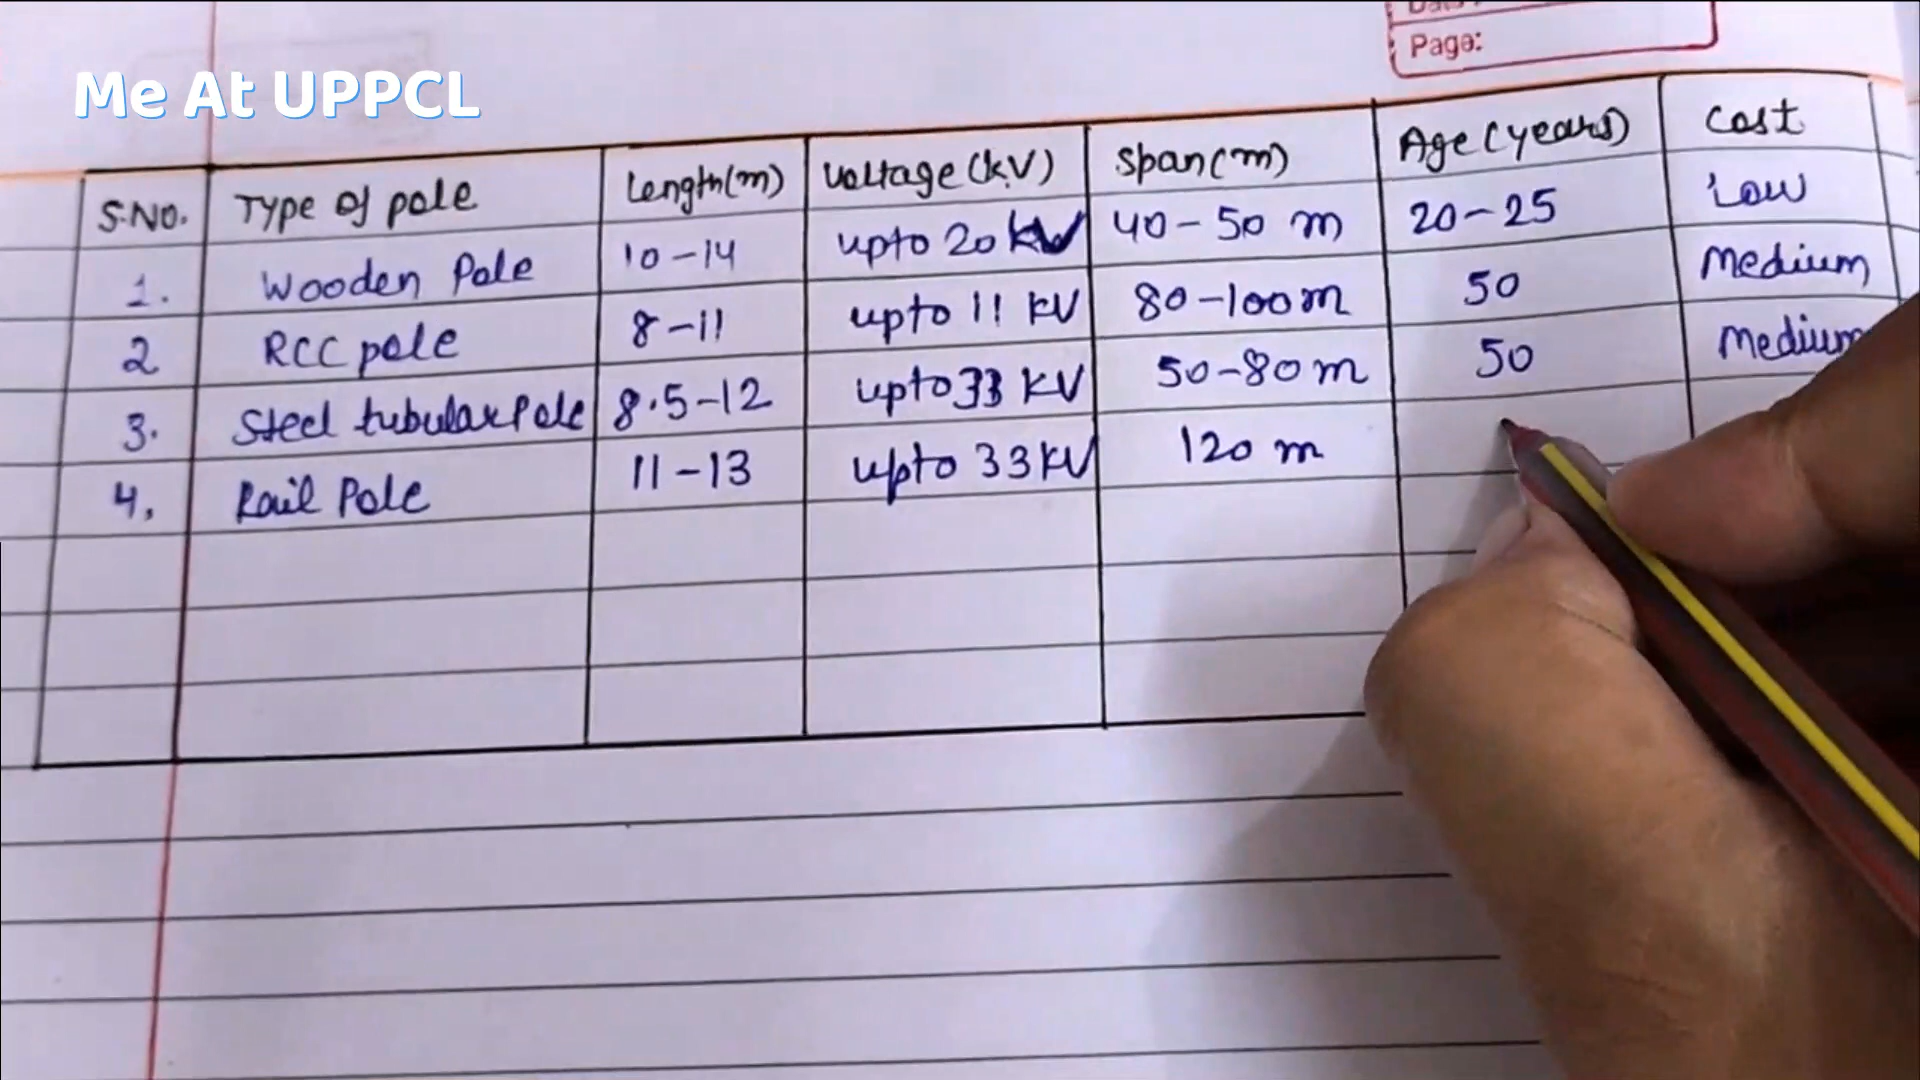 Page:
Me At UPPCL
S.No. Type of pole Length(m) Voltage (kV) Span(m) Age (years) Cost
1. Wooden Pole 10-14 upto 20 kV 40-50 m 20-25 Low
2 RCC pole 8-11 upto 11 kV 80-100m 50 Medium
3. Steel tubular Pole 8.5-12 upto 33 kV 50-80m 50 Medium
4. Rail Pole 11-13 upto 33 kV 120 m